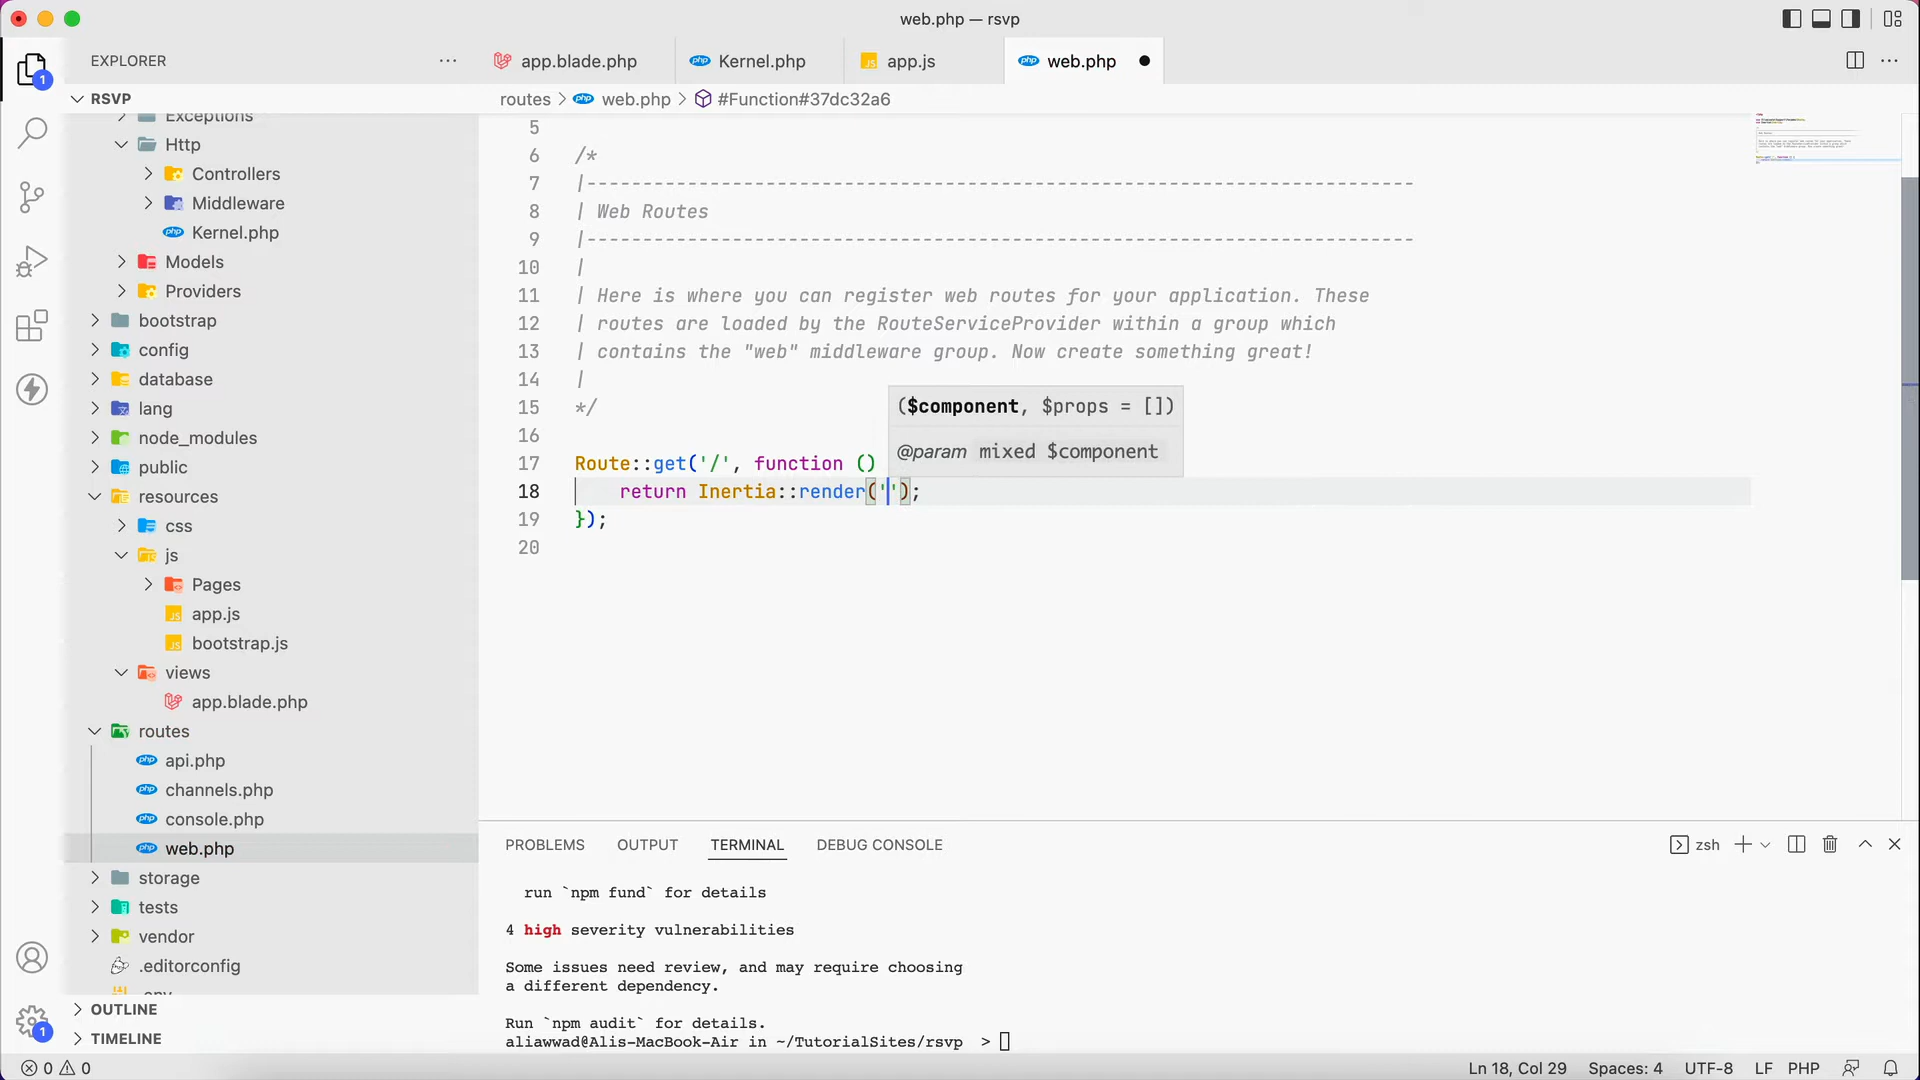 web.php — rsvp
EXPLORER
app.blade.php
Kernel.php
app.js
web.php
RSVP
routes > web.php > #Function#37dc32a6
Exceptions
Http
Controllers
Middleware
Kernel.php
Models
Providers
bootstrap
config
database
lang
node_modules
public
resources
css
js
Pages
app.js
bootstrap.js
views
app.blade.php
routes
api.php
channels.php
console.php
web.php
storage
tests
vendor
.editorconfig
.env
OUTLINE
TIMELINE
5
6 /*
7 |--------------------------------------------------------------------------
8 | Web Routes
9 |--------------------------------------------------------------------------
10 |
11 | Here is where you can register web routes for your application. These
12 | routes are loaded by the RouteServiceProvider within a group which
13 | contains the "web" middleware group. Now create something great!
14 |
15 */
16
17 Route::get('/', function ()
18 return Inertia::render('');
19 });
20
($component, $props = [])
@param mixed $component
PROBLEMS OUTPUT TERMINAL DEBUG CONSOLE
zsh
run `npm fund` for details
4 high severity vulnerabilities
Some issues need review, and may require choosing
a different dependency.
Run `npm audit` for details.
aliawwad@Alis-MacBook-Air in ~/TutorialSites/rsvp >
1
1
0 0
Ln 18, Col 29 Spaces: 4 UTF-8 LF PHP